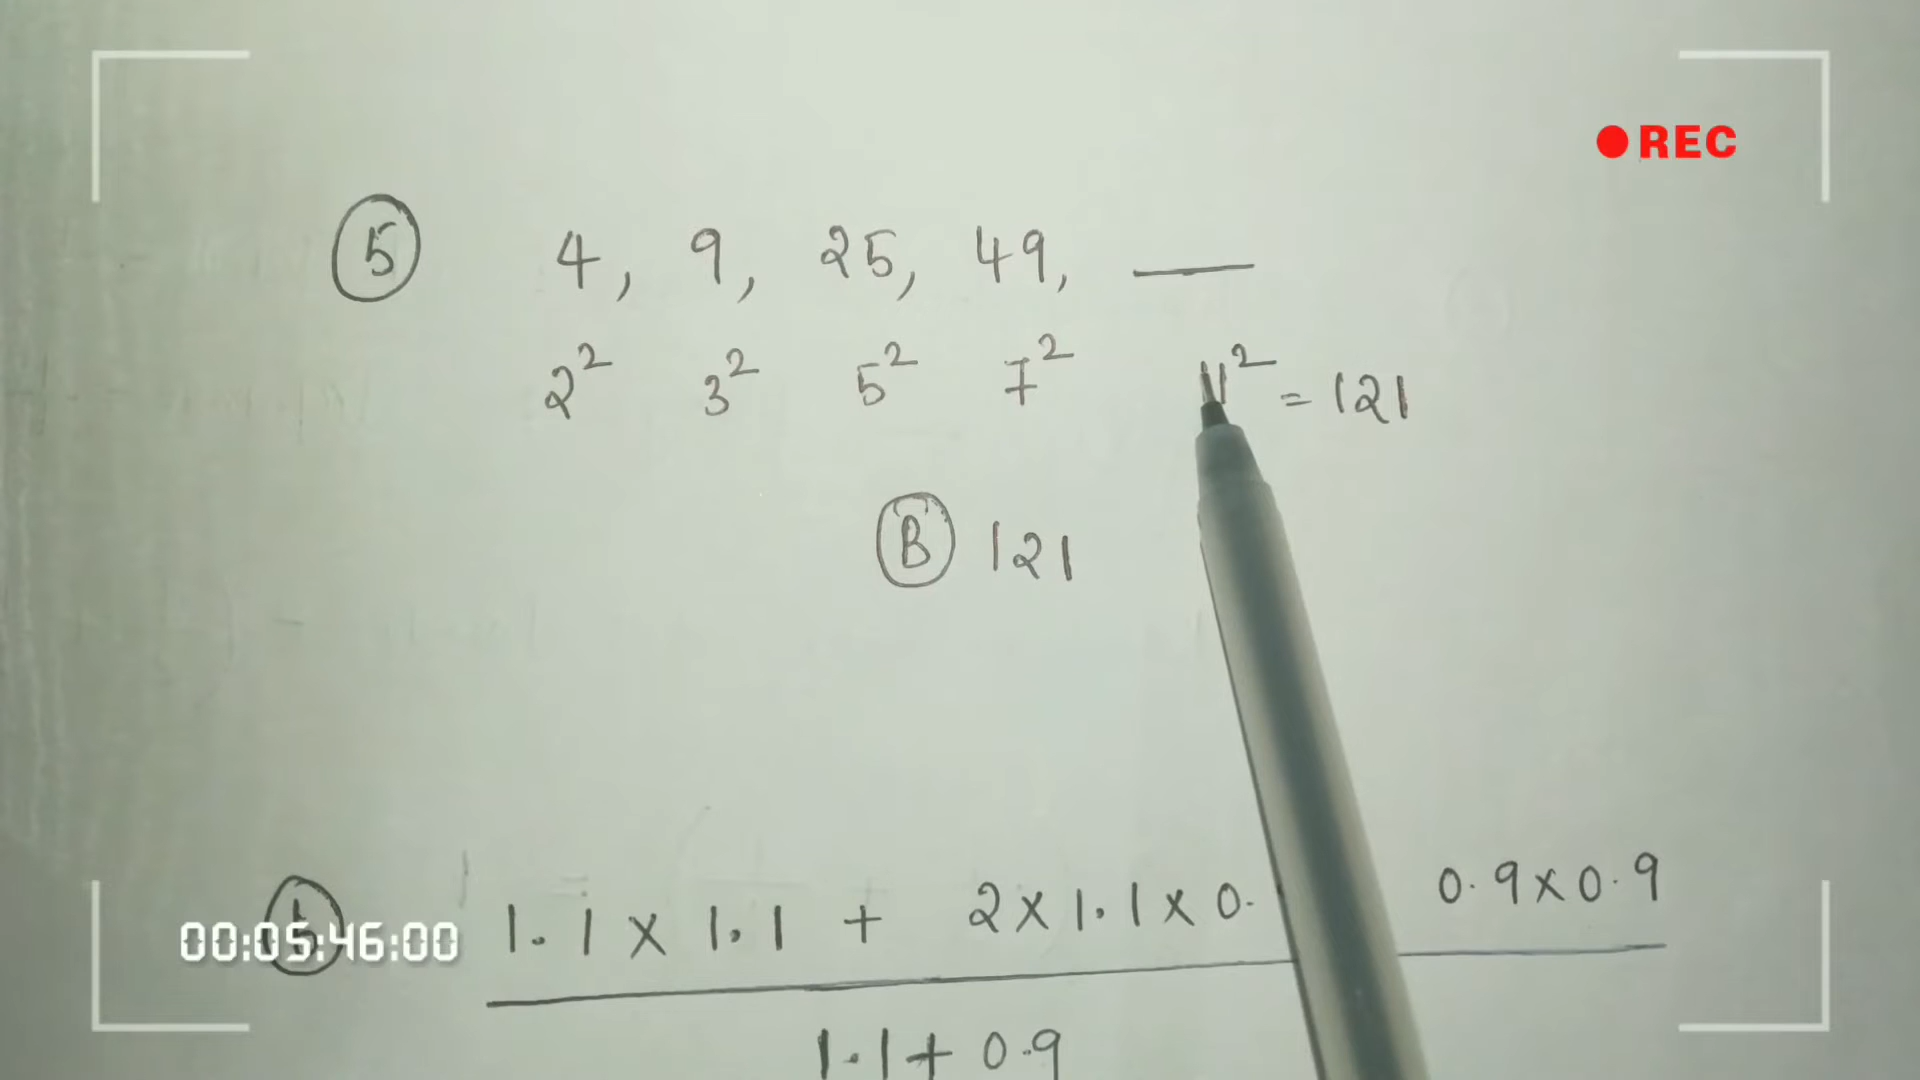 REC
5 4, 9, 25, 49, ___
2² 3² 5² 7² 11² = 121
B 121
1.1 x 1.1 + 2 x 1.1 x 0. 0.9 x 0.9
1.1 + 0.9
00:05:46:00